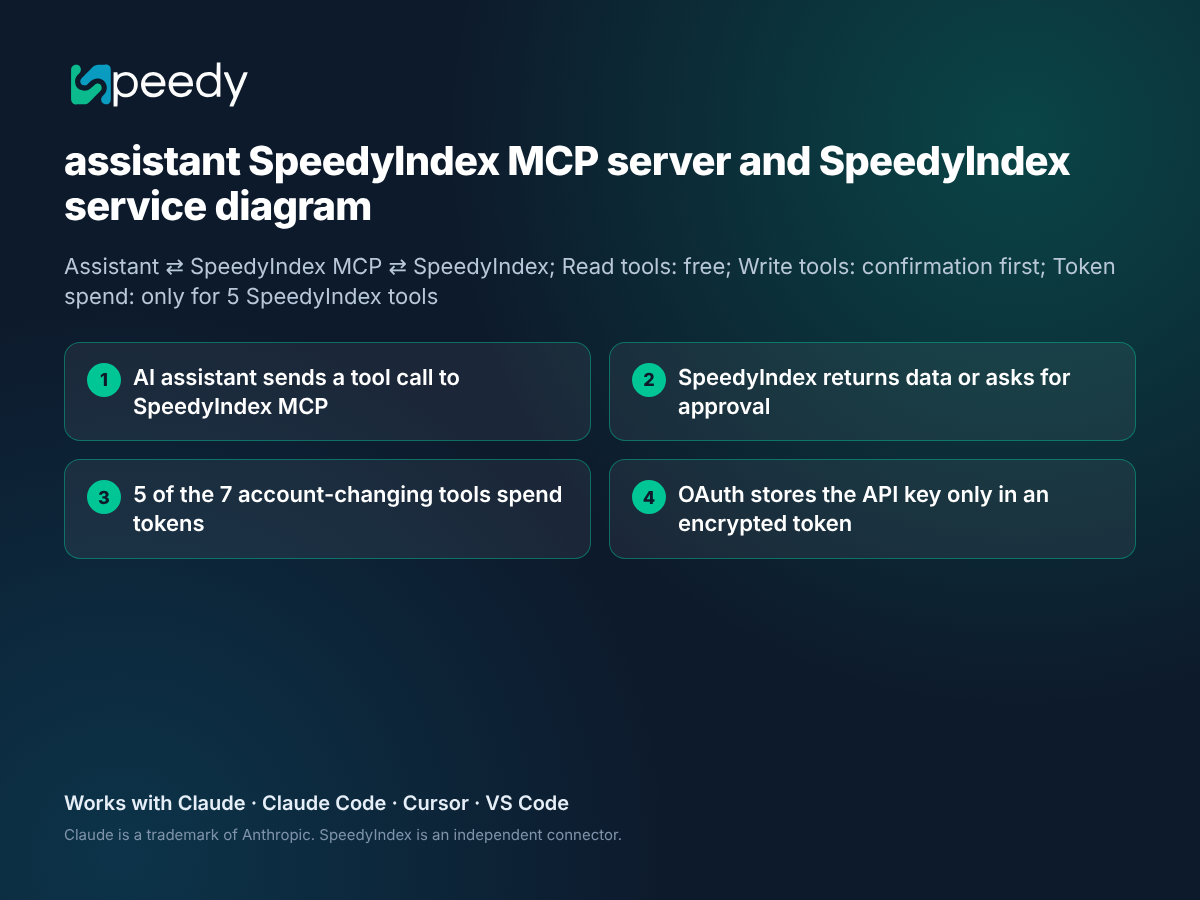 Speedy
assistant SpeedyIndex MCP server and SpeedyIndex
service diagram
Assistant ⇄ SpeedyIndex MCP ⇄ SpeedyIndex; Read tools: free; Write tools: confirmation first; Token
spend: only for 5 SpeedyIndex tools
1 AI assistant sends a tool call to
SpeedyIndex MCP
2 SpeedyIndex returns data or asks for
approval
3 5 of the 7 account-changing tools spend
tokens
4 OAuth stores the API key only in an
encrypted token
Works with Claude · Claude Code · Cursor · VS Code
Claude is a trademark of Anthropic. SpeedyIndex is an independent connector.